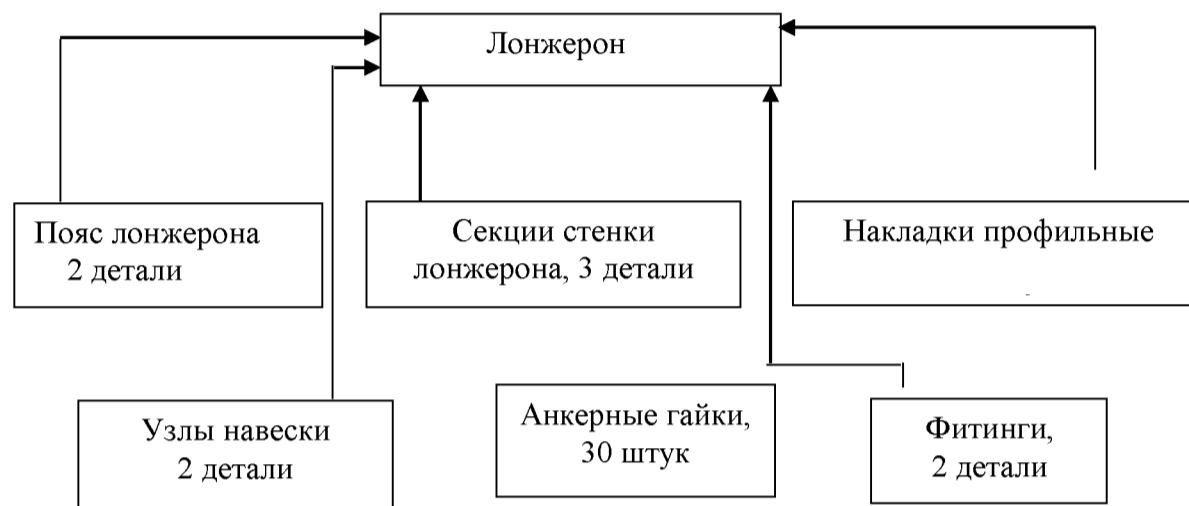 Лонжерон
Пояс лонжерона
2 детали
Секции стенки
лонжерона, 3 детали
Накладки профильные
Узлы навески
2 детали
Анкерные гайки,
30 штук
Фитинги,
2 детали